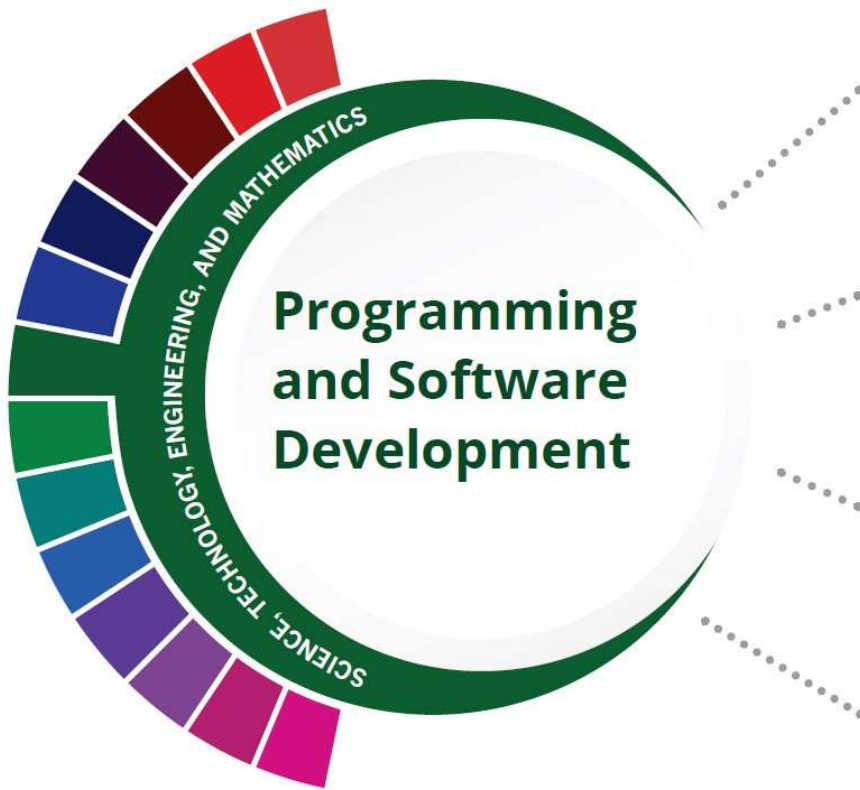 SCIENCE, TECHNOLOGY, ENGINEERING, AND MATHEMATICS
Programming
and Software
Development